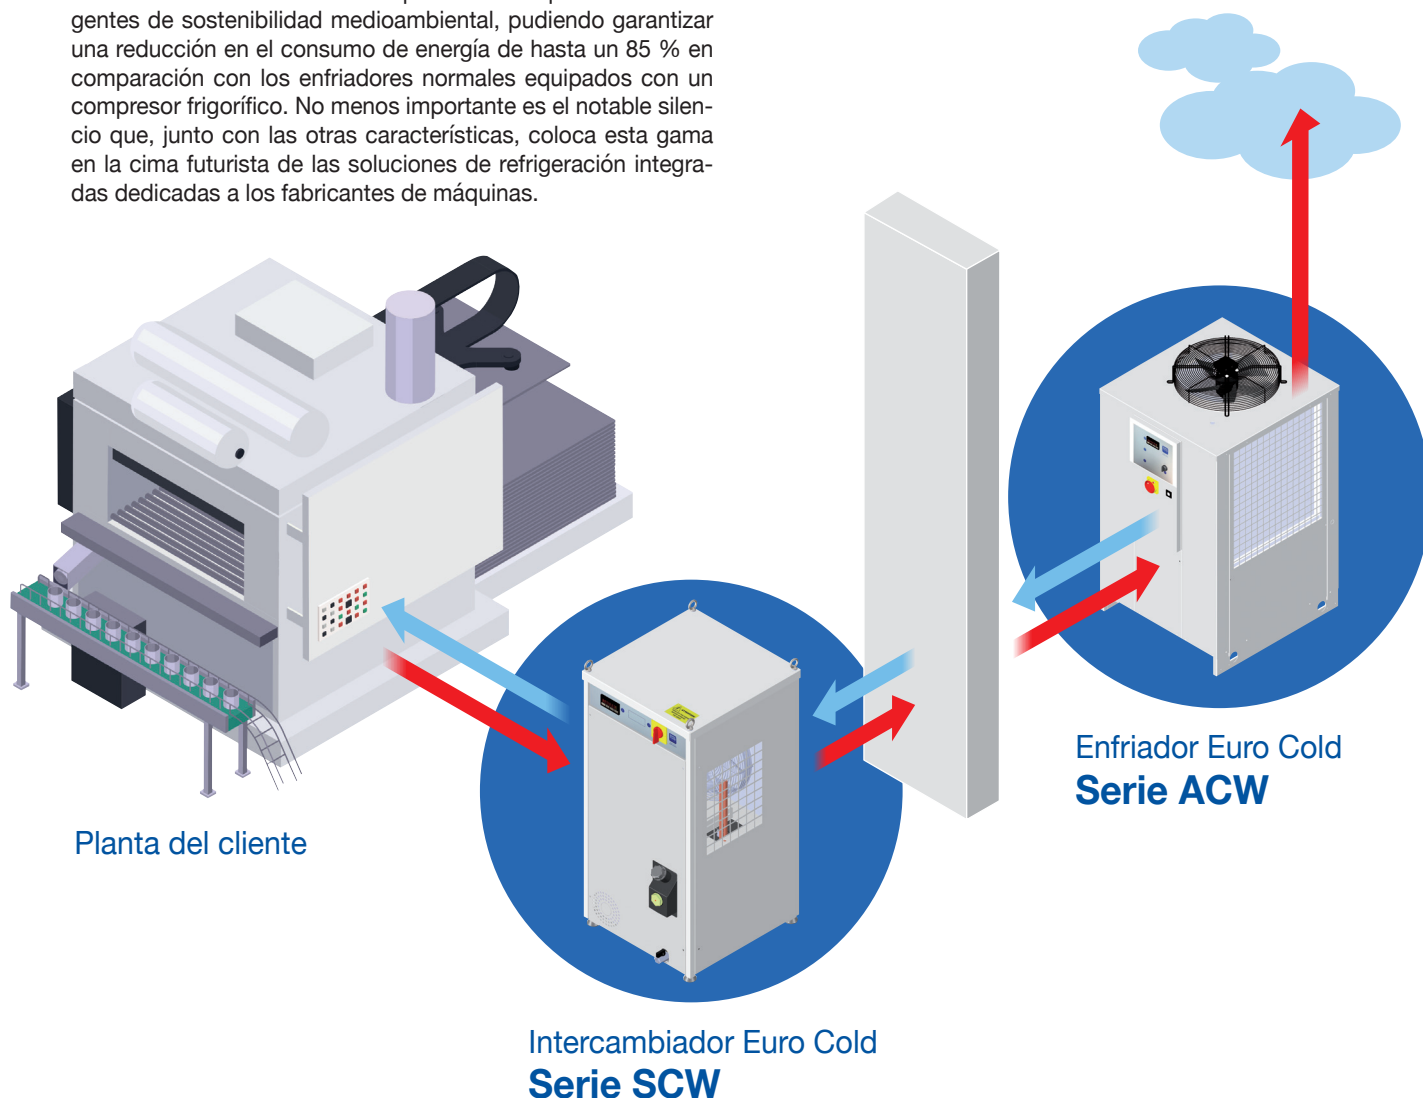 gentes de sostenibilidad medioambiental, pudiendo garantizar
una reducción en el consumo de energía de hasta un 85 % en
comparación con los enfriadores normales equipados con un
compresor frigorífico. No menos importante es el notable silen-
cio que, junto con las otras características, coloca esta gama
en la cima futurista de las soluciones de refrigeración integra-
das dedicadas a los fabricantes de máquinas.
Enfriador Euro Cold
Serie ACW
Planta del cliente
Intercambiador Euro Cold
Serie SCW